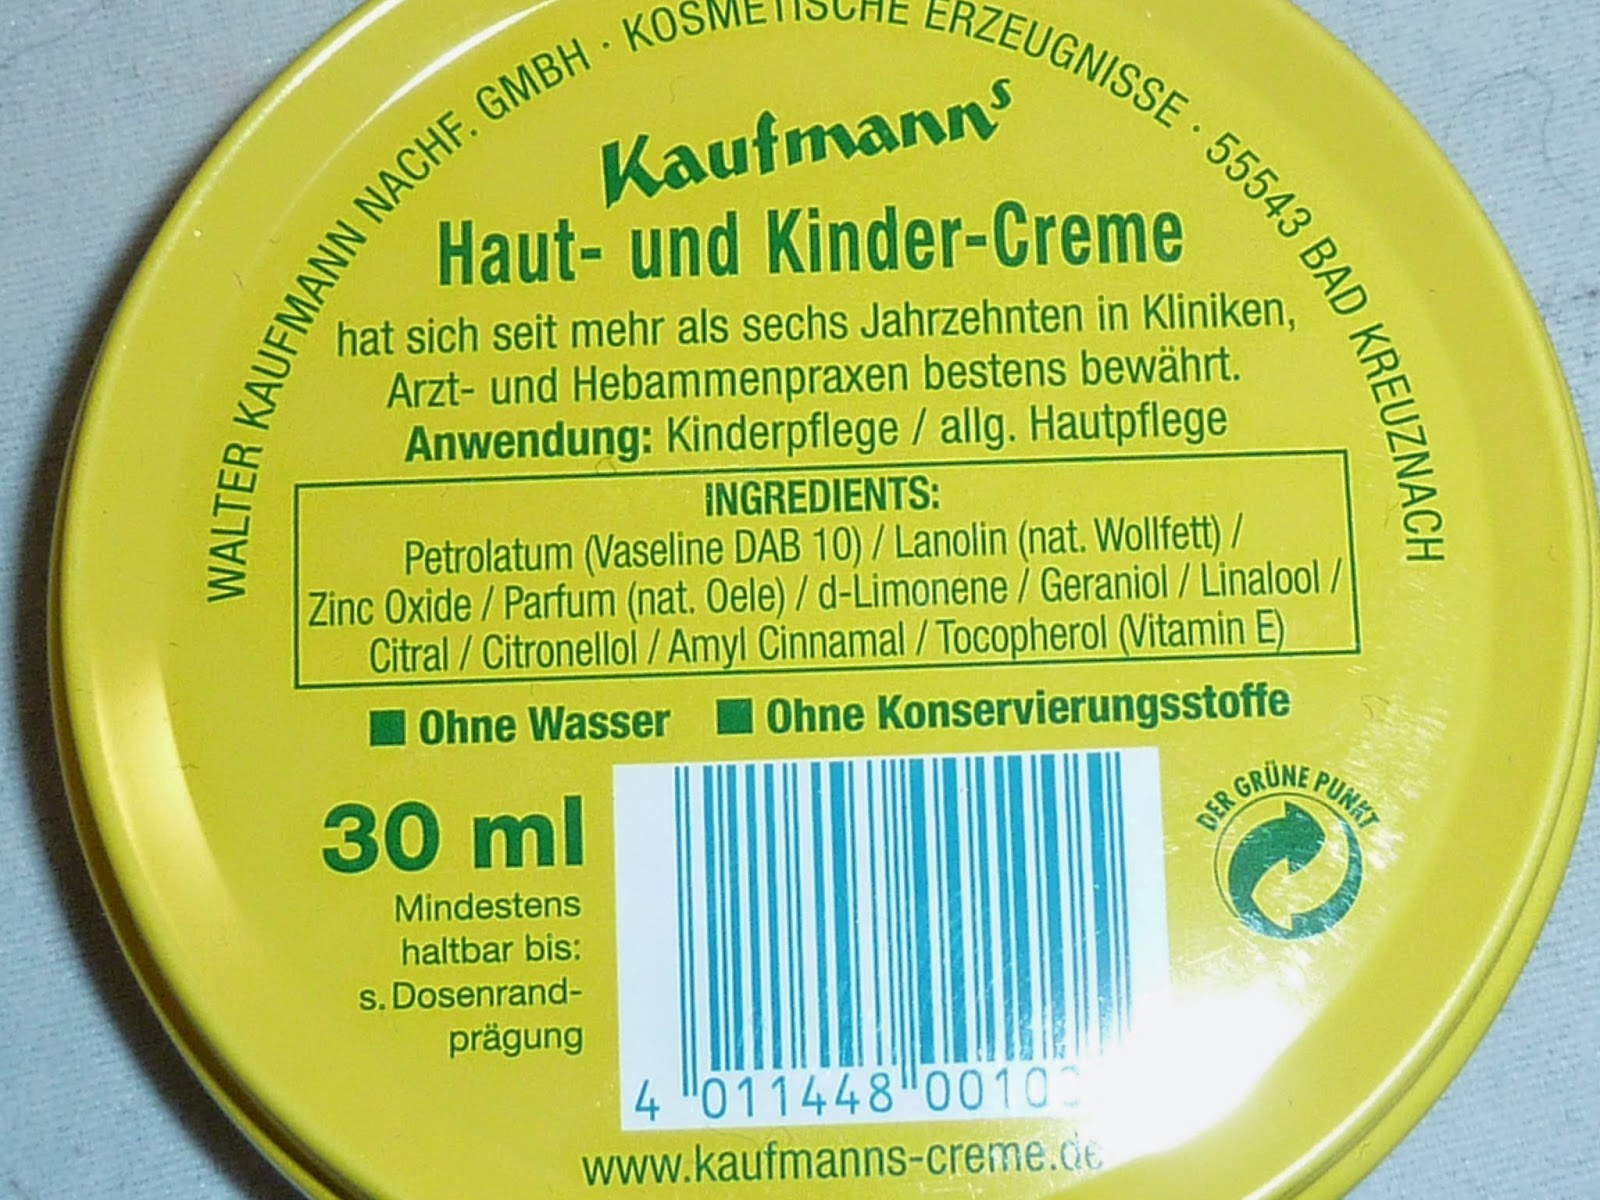 WALTER KAUFMANN NACHF. GMBH · KOSMETISCHE ERZEUGNISSE · 55543 BAD KREUZNACH
Kaufmanns
Haut- und Kinder-Creme
hat sich seit mehr als sechs Jahrzehnten in Kliniken,
Arzt- und Hebammenpraxen bestens bewährt.
Anwendung: Kinderpflege / allg. Hautpflege
INGREDIENTS:
Petrolatum (Vaseline DAB 10) / Lanolin (nat. Wollfett) /
Zinc Oxide / Parfum (nat. Oele) / d-Limonene / Geraniol / Linalool /
Citral / Citronellol / Amyl Cinnamal / Tocopherol (Vitamin E)
■ Ohne Wasser ■ Ohne Konservierungsstoffe
30 ml
Mindestens
haltbar bis:
s. Dosenrand-
prägung
DER GRÜNE PUNKT
4 011448
www.kaufmanns-creme.de